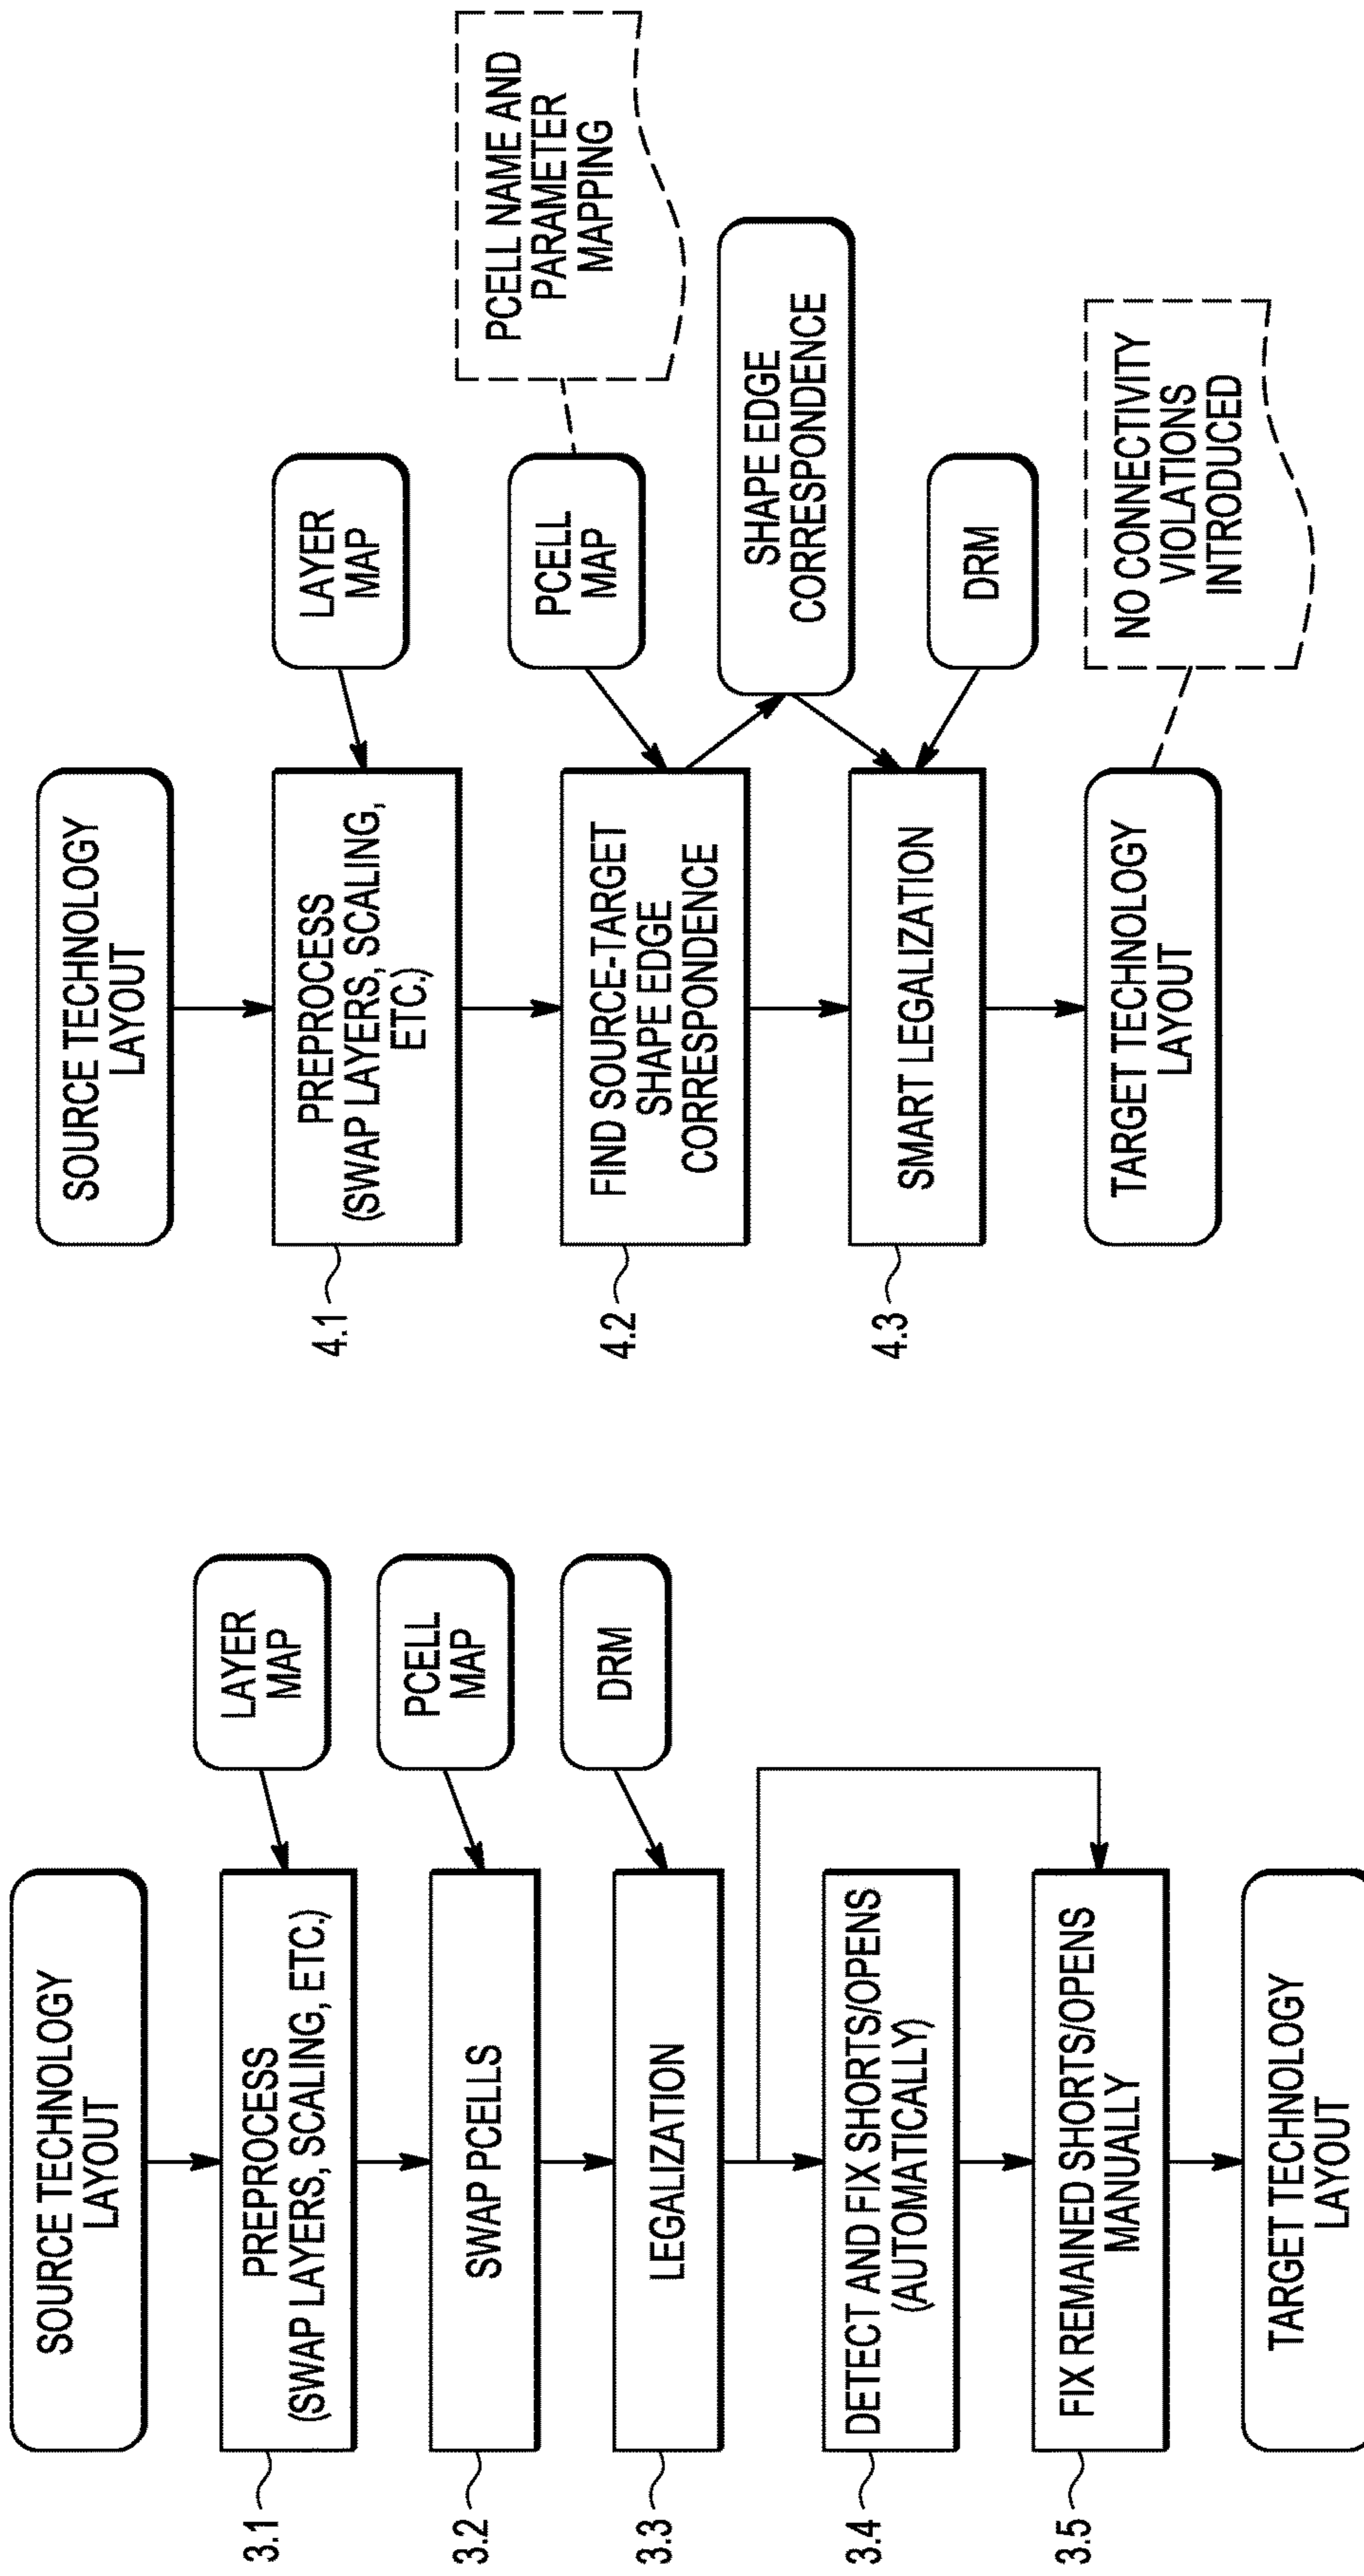 SOURCE TECHNOLOGY
LAYOUT
3.1
PREPROCESS
(SWAP LAYERS, SCALING, ETC.)
LAYER
MAP
3.2
SWAP PCELLS
PCELL
MAP
3.3
LEGALIZATION
DRM
3.4
DETECT AND FIX SHORTS/OPENS
(AUTOMATICALLY)
3.5
FIX REMAINED SHORTS/OPENS
MANUALLY
TARGET TECHNOLOGY
LAYOUT
SOURCE TECHNOLOGY
LAYOUT
4.1
PREPROCESS
(SWAP LAYERS, SCALING,
ETC.)
LAYER
MAP
4.2
FIND SOURCE-TARGET
SHAPE EDGE
CORRESPONDENCE
PCELL
MAP
PCELL NAME AND
PARAMETER
MAPPING
SHAPE EDGE
CORRESPONDENCE
4.3
SMART LEGALIZATION
DRM
TARGET TECHNOLOGY
LAYOUT
NO CONNECTIVITY
VIOLATIONS
INTRODUCED